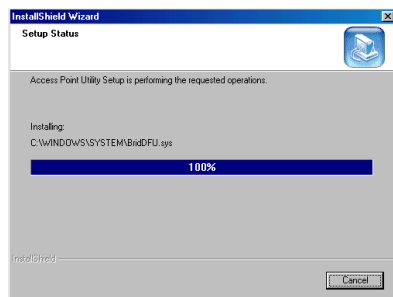 InstallShield Wizard
Setup Status
Access Point Utility Setup is performing the requested operations.
Installing:
C:\WINDOWS\SYSTEM\BridDFU.sys
100%
InstallShield
Cancel